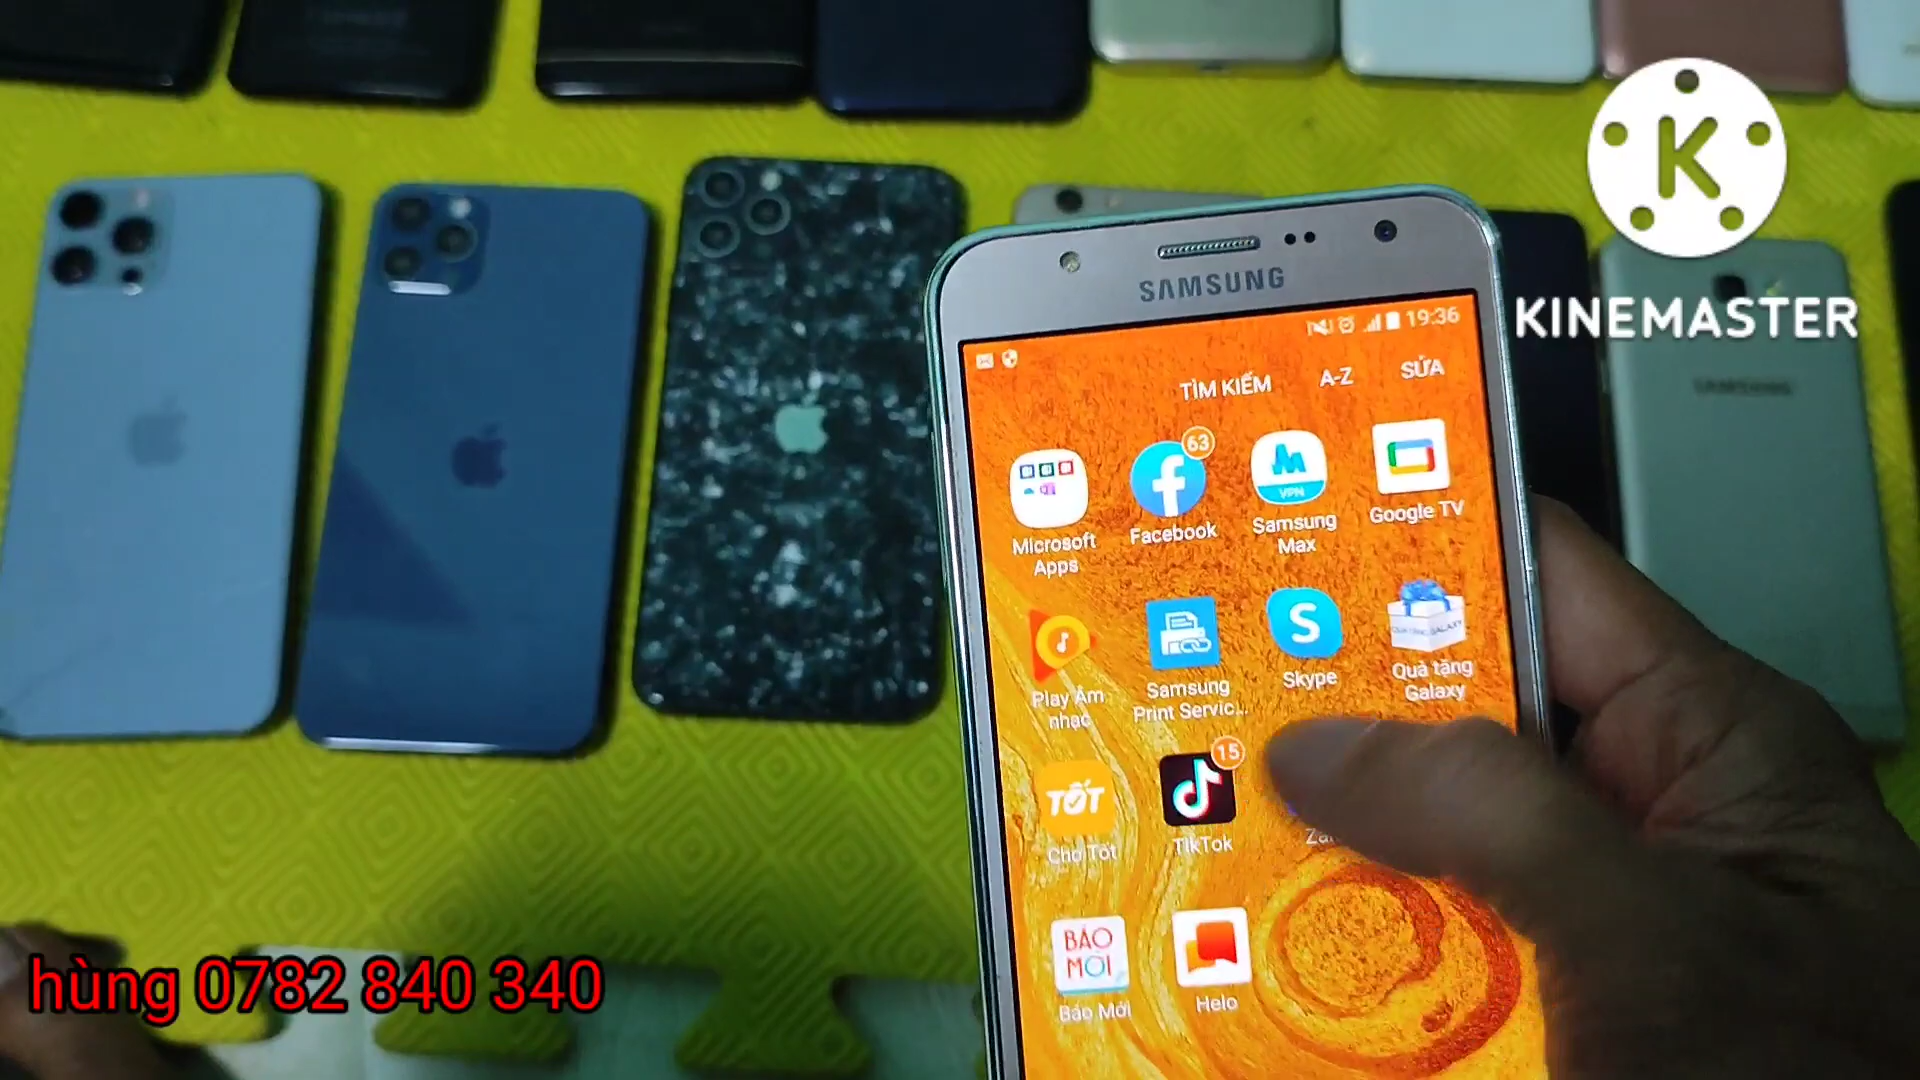 K
KINEMASTER
SAMSUNG
19:36
TÌM KIẾM A-Z SỬA
63
VPN
Microsoft Apps
Facebook
Samsung Max
Google TV
S
Play Âm nhạc
Samsung Print Servic...
Skype
Quà tặng Galaxy
15
TỐT
Chợ Tốt
TikTok
Za
BÁO MỚI
Báo Mới
Helo
SAMSUNG
hùng 0782 840 340